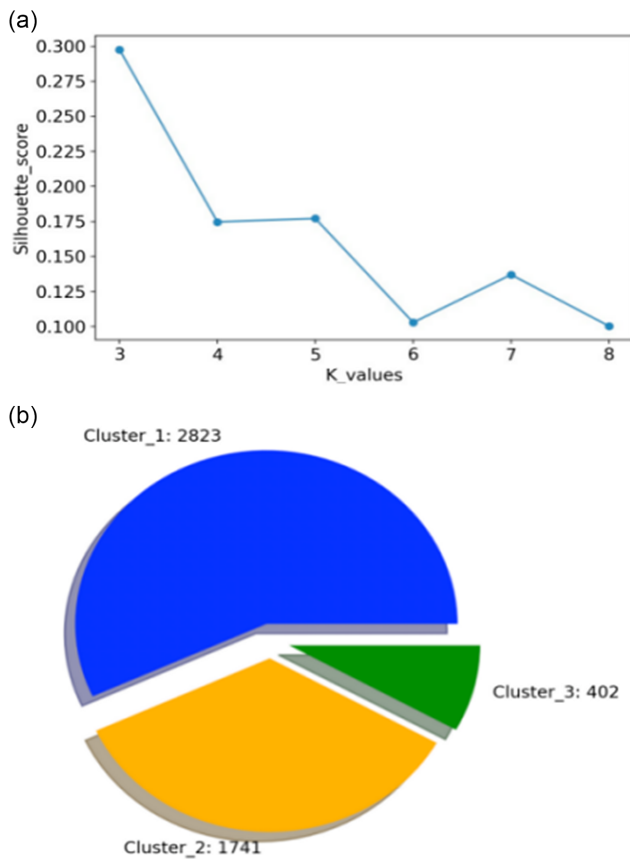 (a)
0.300
0.275
0.250
0.225
0.200
0.175
0.150
0.125
0.100
Silhouette_score
3 4 5 6 7 8
K_values
(b)
Cluster_1: 2823
Cluster_3: 402
Cluster_2: 1741